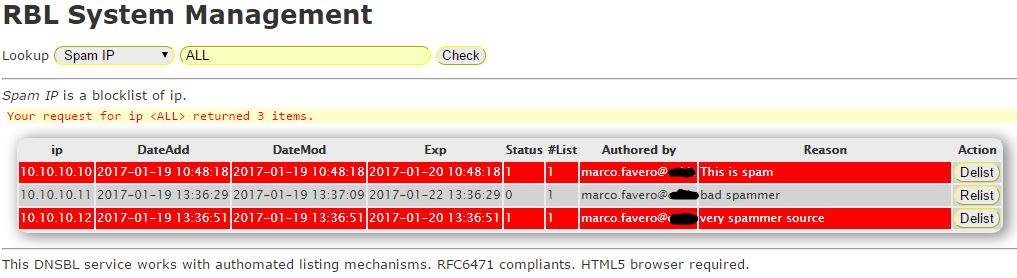 RBL System Management
Lookup Spam IP ALL Check
Spam IP is a blocklist of ip.
Your request for ip <ALL> returned 3 items.
ip DateAdd DateMod Exp Status #List Authored by Reason Action
10.10.10.10 2017-01-19 10:48:18 2017-01-19 10:48:18 2017-01-20 10:48:18 1 1 marco.favero@ This is spam Delist
10.10.10.11 2017-01-19 13:36:29 2017-01-19 13:37:09 2017-01-22 13:36:29 0 1 marco.favero@ bad spammer Relist
10.10.10.12 2017-01-19 13:36:51 2017-01-19 13:36:51 2017-01-20 13:36:51 1 1 marco.favero@ very spammer source Delist
This DNSBL service works with authomated listing mechanisms. RFC6471 compliants. HTML5 browser required.